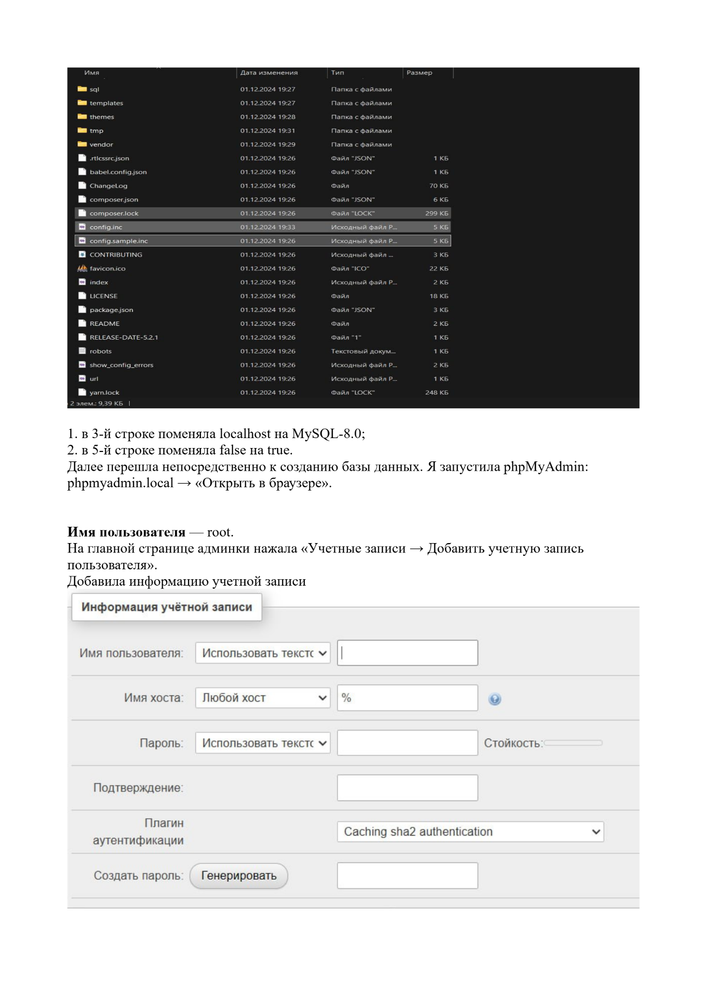 Имя Дата изменения Тип Размер
sql 01.12.2024 19:27 Папка с файлами
templates 01.12.2024 19:27 Папка с файлами
themes 01.12.2024 19:28 Папка с файлами
tmp 01.12.2024 19:31 Папка с файлами
vendor 01.12.2024 19:29 Папка с файлами
.rtlcssrc.json 01.12.2024 19:26 Файл "JSON" 1 КБ
babel.config.json 01.12.2024 19:26 Файл "JSON" 1 КБ
ChangeLog 01.12.2024 19:26 Файл 70 КБ
composer.json 01.12.2024 19:26 Файл "JSON" 6 КБ
composer.lock 01.12.2024 19:26 Файл "LOCK" 299 КБ
config.inc 01.12.2024 19:33 Исходный файл P... 5 КБ
config.sample.inc 01.12.2024 19:26 Исходный файл P... 5 КБ
CONTRIBUTING 01.12.2024 19:26 Исходный файл ... 3 КБ
favicon.ico 01.12.2024 19:26 Файл "ICO" 22 КБ
index 01.12.2024 19:26 Исходный файл P... 2 КБ
LICENSE 01.12.2024 19:26 Файл 18 КБ
package.json 01.12.2024 19:26 Файл "JSON" 3 КБ
README 01.12.2024 19:26 Файл 2 КБ
RELEASE-DATE-5.2.1 01.12.2024 19:26 Файл "1" 1 КБ
robots 01.12.2024 19:26 Текстовый докум... 1 КБ
show_config_errors 01.12.2024 19:26 Исходный файл P... 2 КБ
url 01.12.2024 19:26 Исходный файл P... 1 КБ
yarn.lock 01.12.2024 19:26 Файл "LOCK" 248 КБ
2 элем.: 9,39 КБ
1. в 3-й строке поменяла localhost на MySQL-8.0;
2. в 5-й строке поменяла false на true.
Далее перешла непосредственно к созданию базы данных. Я запустила phpMyAdmin:
phpmyadmin.local → «Открыть в браузере».
Имя пользователя — root.
На главной странице админки нажала «Учетные записи → Добавить учетную запись
пользователя».
Добавила информацию учетной записи
Информация учётной записи
Имя пользователя: Использовать текстс
Имя хоста: Любой хост %
Пароль: Использовать текстс Стойкость:
Подтверждение:
Плагин
аутентификации Caching sha2 authentication
Создать пароль: Генерировать